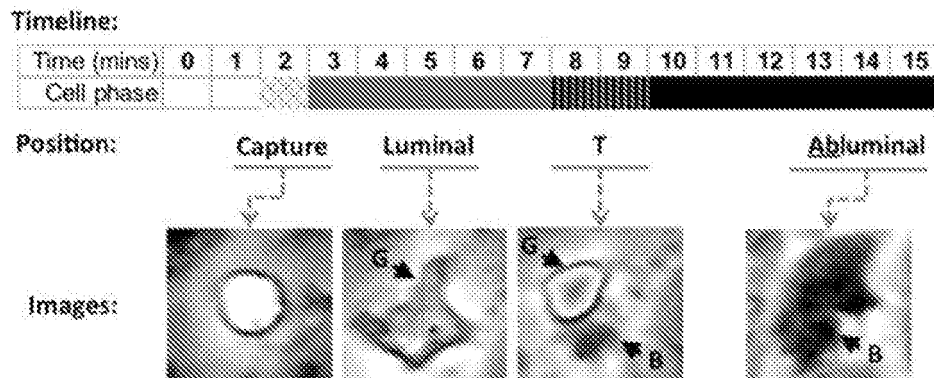 Timeline:
Time (mins) 0 1 2 3 4 5 6 7 8 9 10 11 12 13 14 15
Cell phase
Position: Capture Luminal T Abluminal
G G
Images:
B B